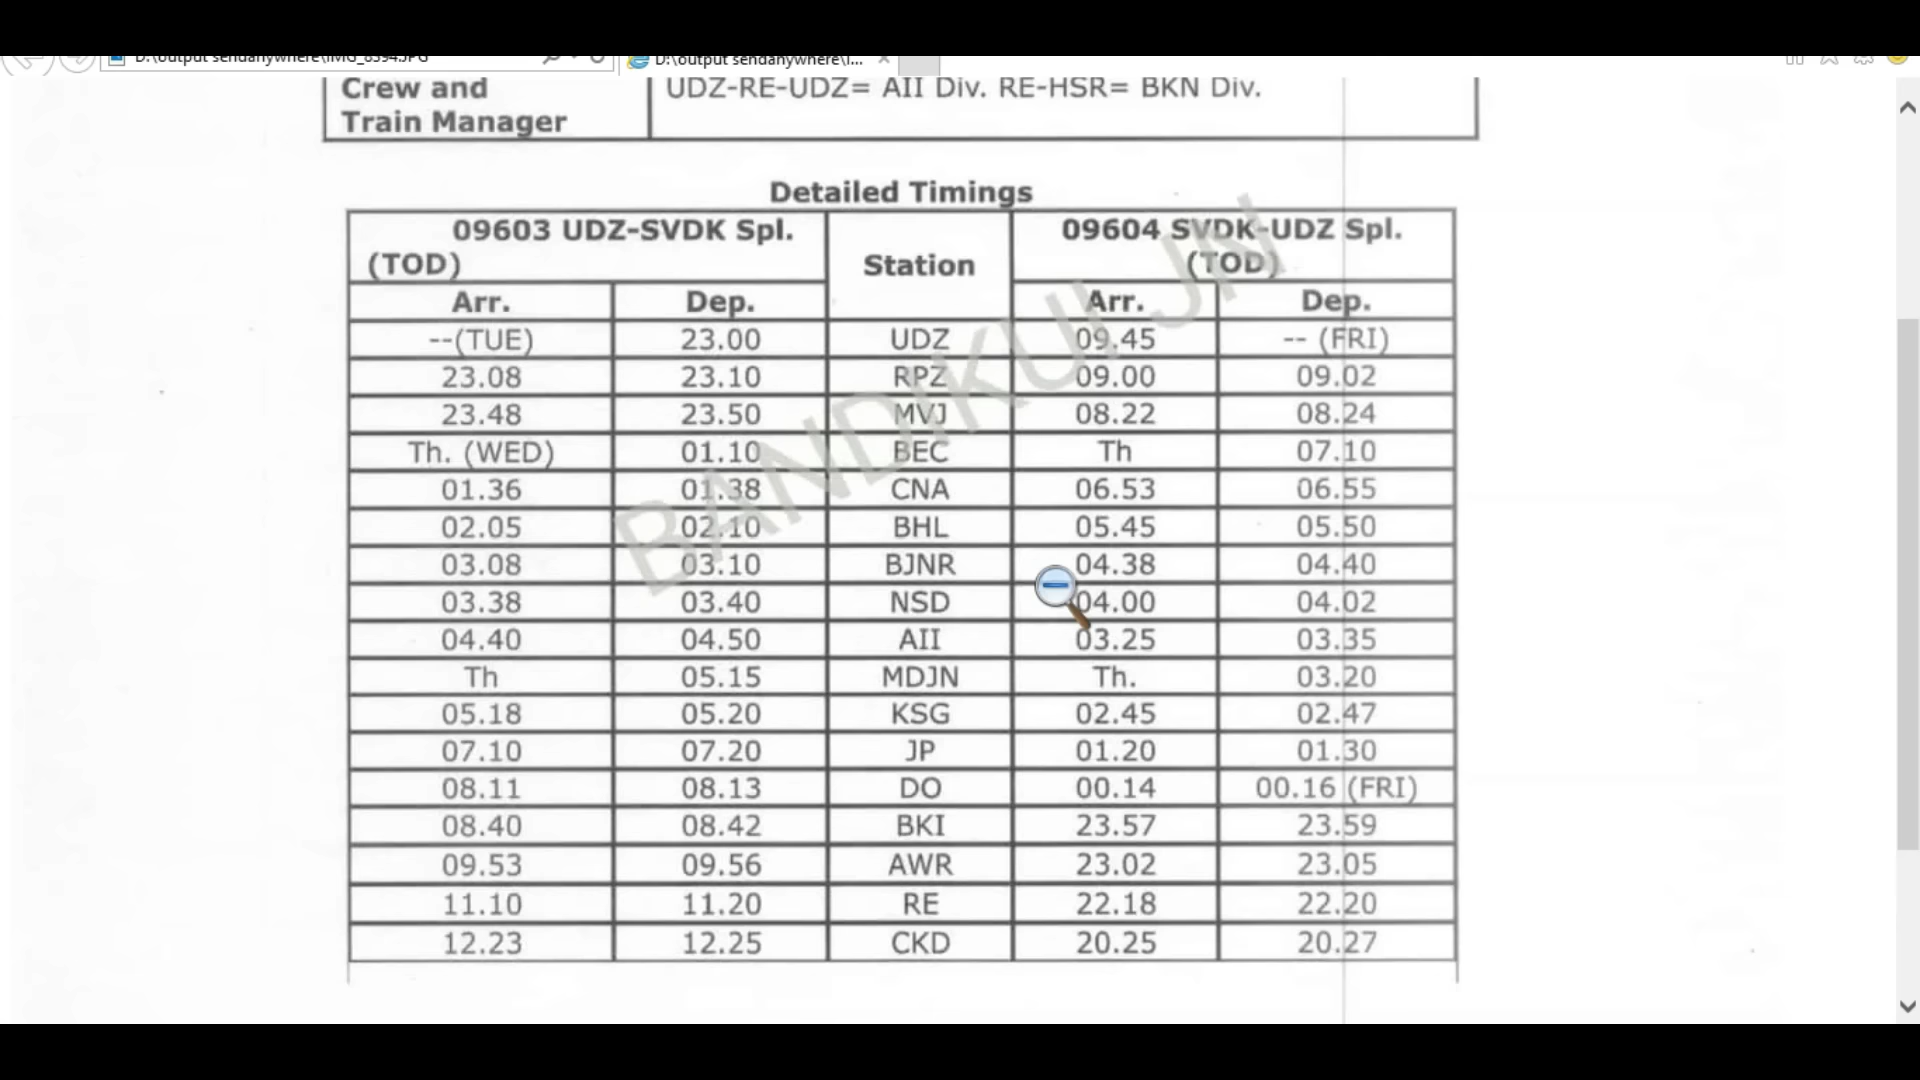 D:\output sendanywhere\IMG_8394.JPG
D:\output sendanywhere\I...
Crew and Train Manager
UDZ-RE-UDZ= AII Div. RE-HSR= BKN Div.
Detailed Timings
09603 UDZ-SVDK Spl. (TOD) Station 09604 SVDK-UDZ Spl. (TOD)
Arr. Dep. Arr. Dep.
--(TUE) 23.00 UDZ 09.45 -- (FRI)
23.08 23.10 RPZ 09.00 09.02
23.48 23.50 MVJ 08.22 08.24
Th. (WED) 01.10 BEC Th 07.10
01.36 01.38 CNA 06.53 06.55
02.05 02.10 BHL 05.45 05.50
03.08 03.10 BJNR 04.38 04.40
03.38 03.40 NSD 04.00 04.02
04.40 04.50 AII 03.25 03.35
Th 05.15 MDJN Th. 03.20
05.18 05.20 KSG 02.45 02.47
07.10 07.20 JP 01.20 01.30
08.11 08.13 DO 00.14 00.16 (FRI)
08.40 08.42 BKI 23.57 23.59
09.53 09.56 AWR 23.02 23.05
11.10 11.20 RE 22.18 22.20
12.23 12.25 CKD 20.25 20.27
BANDIKUI JN